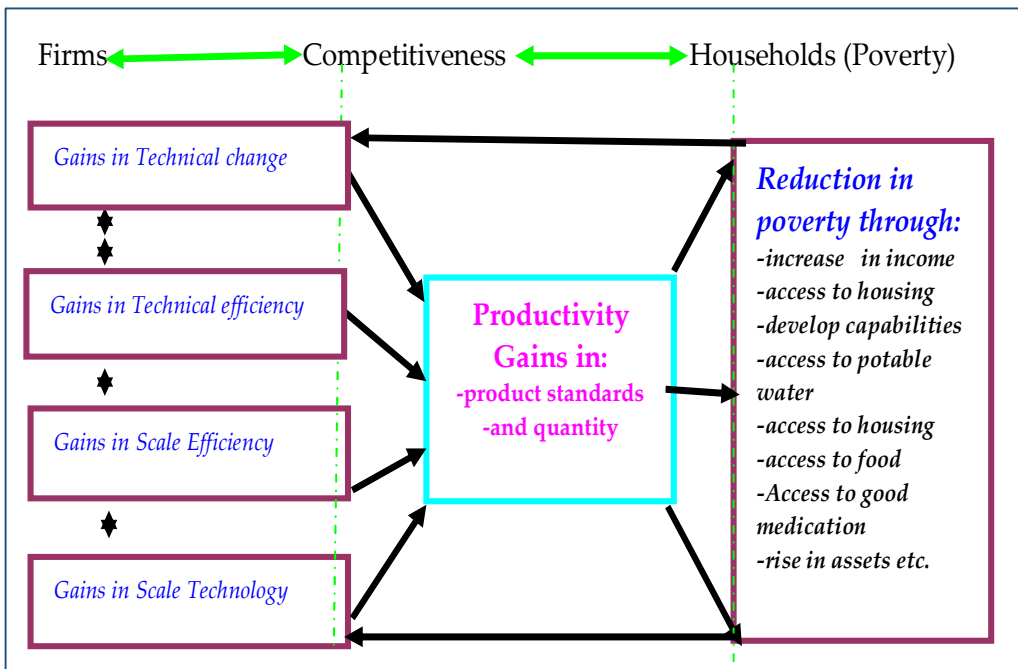 Firms
Competitiveness
Households (Poverty)
Gains in Technical change
Gains in Technical efficiency
Gains in Scale Efficiency
Gains in Scale Technology
Productivity
Gains in:
-product standards
-and quantity
Reduction in
poverty through:
-increase in income
-access to housing
-develop capabilities
-access to potable
water
-access to housing
-access to food
-Access to good
medication
-rise in assets etc.